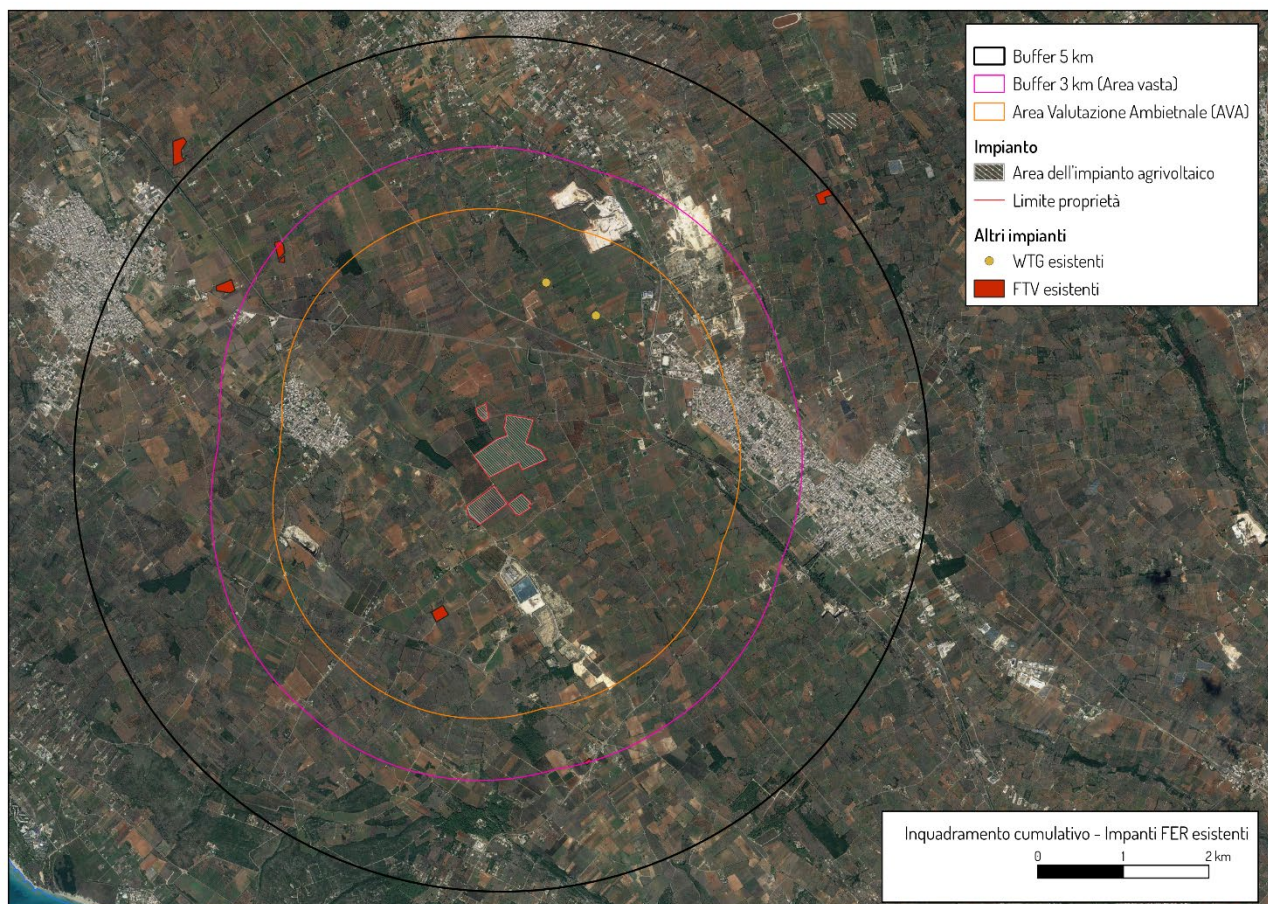 Buffer 5 km
Buffer 3 km (Area vasta)
Area Valutazione Ambietnale (AVA)
Impianto
Area dell'impianto agrivoltaico
Limite proprietà
Altri impianti
WTG esistenti
FTV esistenti
Inquadramento cumulativo - Impanti FER esistenti
0 1 2 km